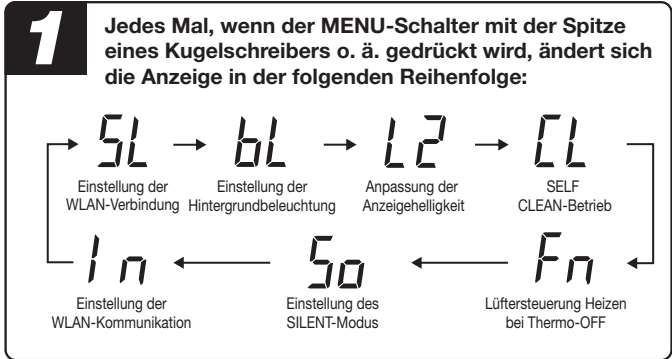 1
Jedes Mal, wenn der MENU-Schalter mit der Spitze
eines Kugelschreibers o. ä. gedrückt wird, ändert sich
die Anzeige in der folgenden Reihenfolge:
SL → bL → L2 → CL
Einstellung der
WLAN-Verbindung
Einstellung der
Hintergrundbeleuchtung
Anpassung der
Anzeigehelligkeit
SELF
CLEAN-Betrieb
In ← So ← Fn
Einstellung der
WLAN-Kommunikation
Einstellung des
SILENT-Modus
Lüftersteuerung Heizen
bei Thermo-OFF